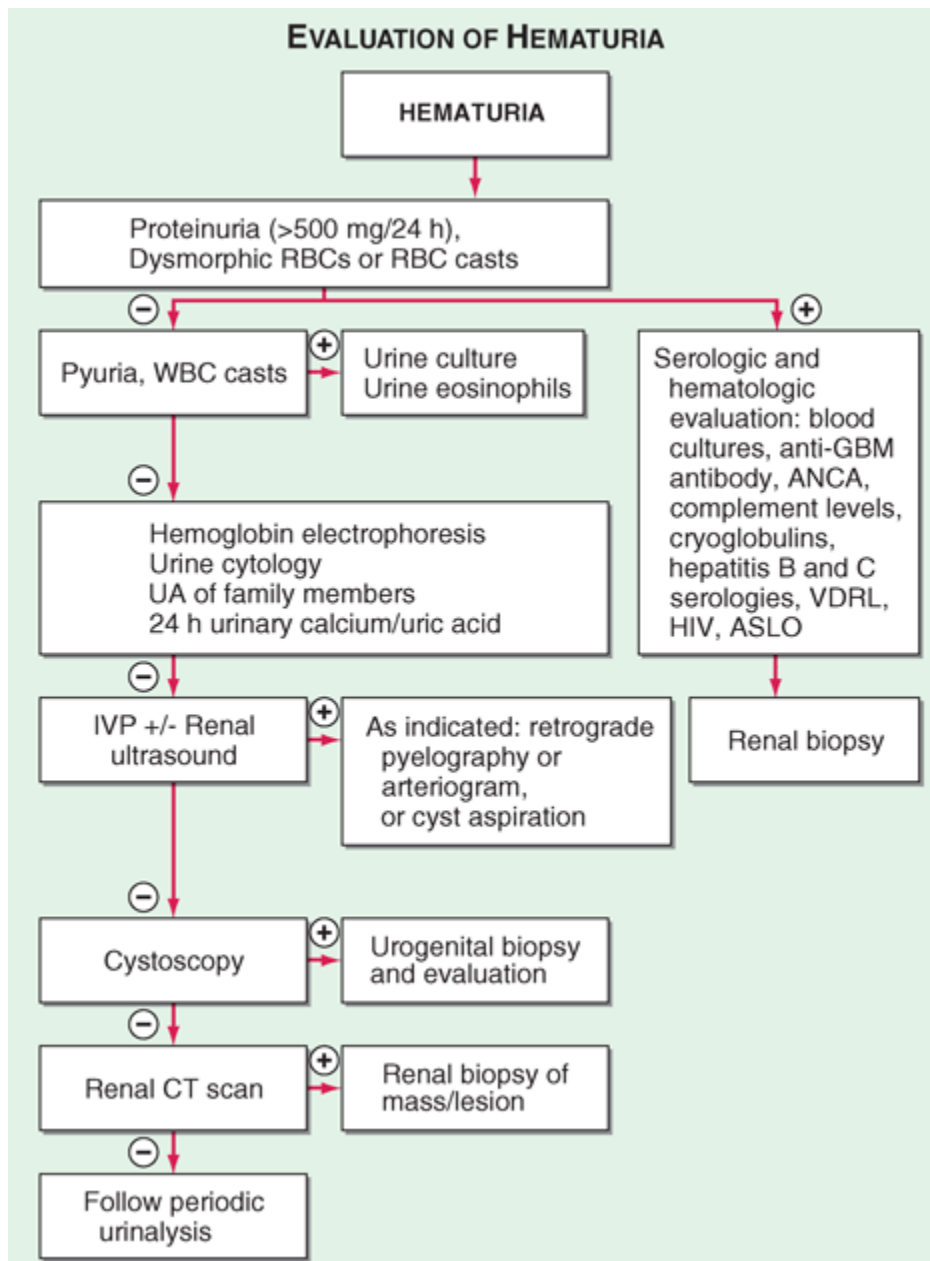 EVALUATION OF HEMATURIA
HEMATURIA
Proteinuria (>500 mg/24 h),
Dysmorphic RBCs or RBC casts
−
+
Pyuria, WBC casts
+
Urine culture
Urine eosinophils
Serologic and
hematologic
evaluation: blood
cultures, anti-GBM
antibody, ANCA,
complement levels,
cryoglobulins,
hepatitis B and C
serologies, VDRL,
HIV, ASLO
−
Hemoglobin electrophoresis
Urine cytology
UA of family members
24 h urinary calcium/uric acid
−
IVP +/- Renal
ultrasound
+
As indicated: retrograde
pyelography or
arteriogram,
or cyst aspiration
Renal biopsy
−
Cystoscopy
+
Urogenital biopsy
and evaluation
−
Renal CT scan
+
Renal biopsy of
mass/lesion
−
Follow periodic
urinalysis